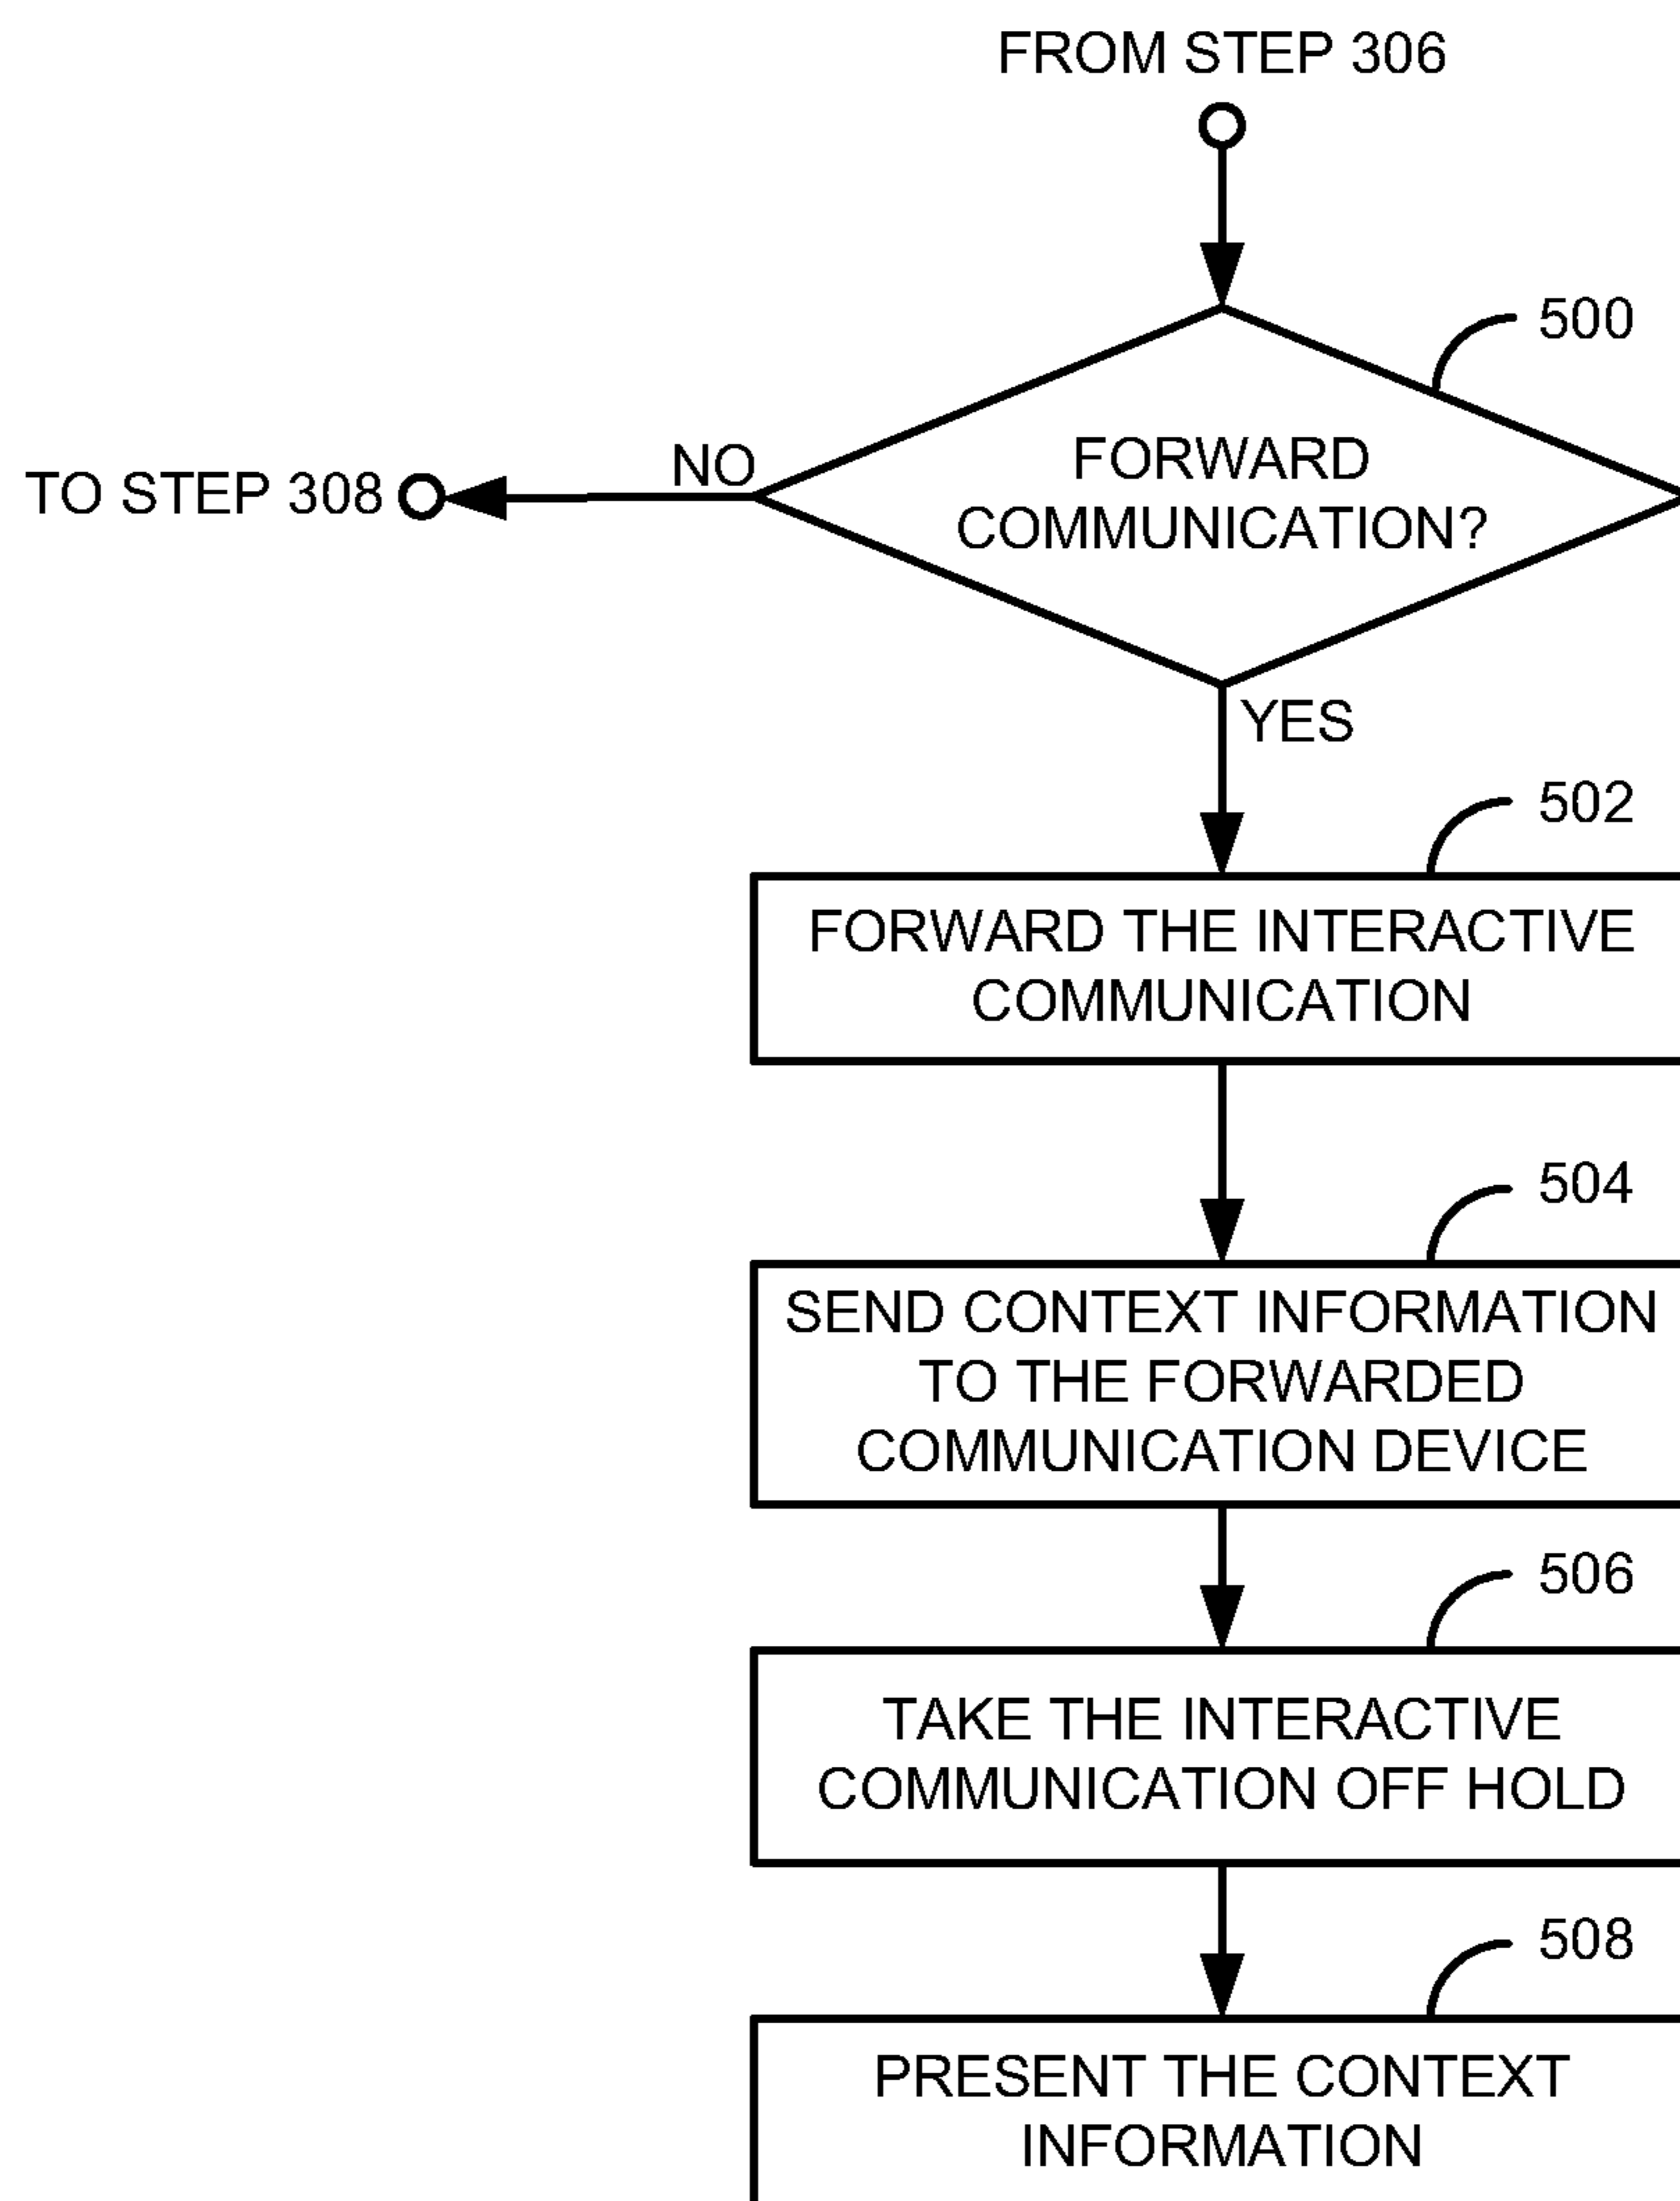 FROM STEP 306
500
FORWARD
COMMUNICATION?
NO
TO STEP 308
YES
502
FORWARD THE INTERACTIVE
COMMUNICATION
504
SEND CONTEXT INFORMATION
TO THE FORWARDED
COMMUNICATION DEVICE
506
TAKE THE INTERACTIVE
COMMUNICATION OFF HOLD
508
PRESENT THE CONTEXT
INFORMATION